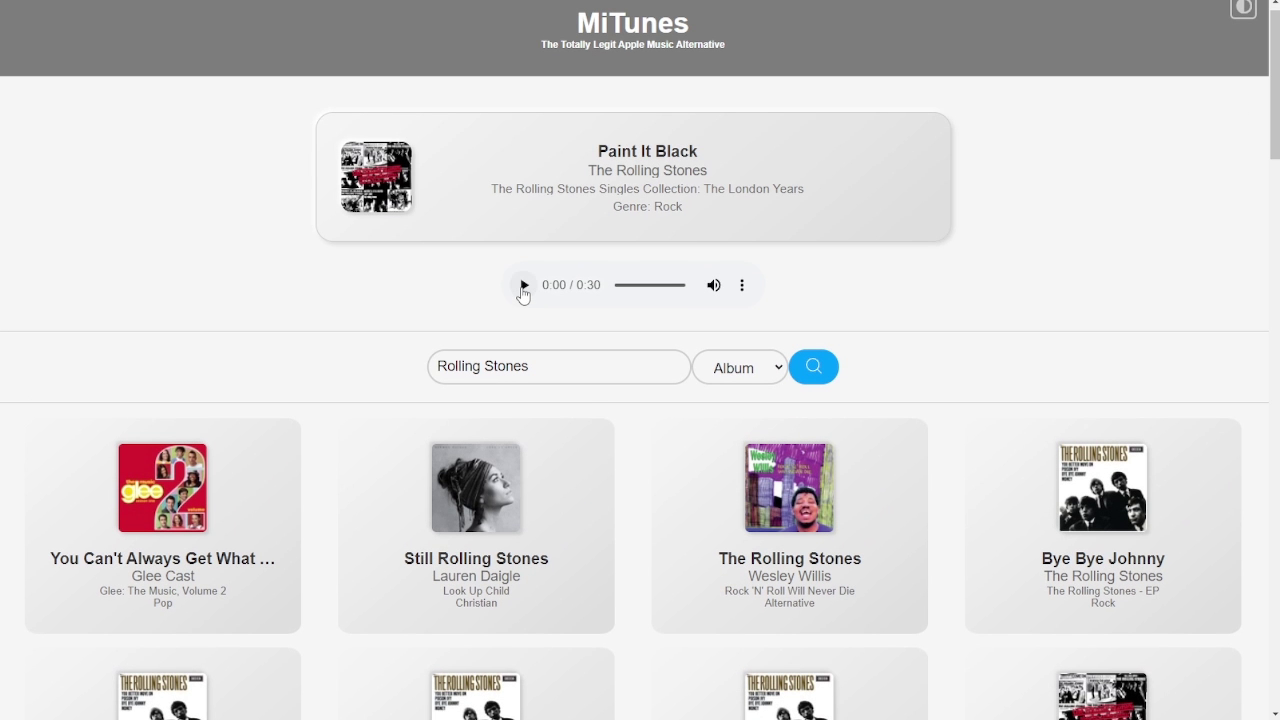 MiTunes
The Totally Legit Apple Music Alternative
Paint It Black
The Rolling Stones
The Rolling Stones Singles Collection: The London Years
Genre: Rock
0:00 / 0:30
Rolling Stones
Album
glee
2
Wesley
Willis
THE ROLLING STONES
You Can't Always Get What ...
Glee Cast
Glee: The Music, Volume 2
Pop
Still Rolling Stones
Lauren Daigle
Look Up Child
Christian
The Rolling Stones
Wesley Willis
Rock 'N' Roll Will Never Die
Alternative
Bye Bye Johnny
The Rolling Stones
The Rolling Stones - EP
Rock
THE ROLLING STONES
THE ROLLING STONES
THE ROLLING STONES